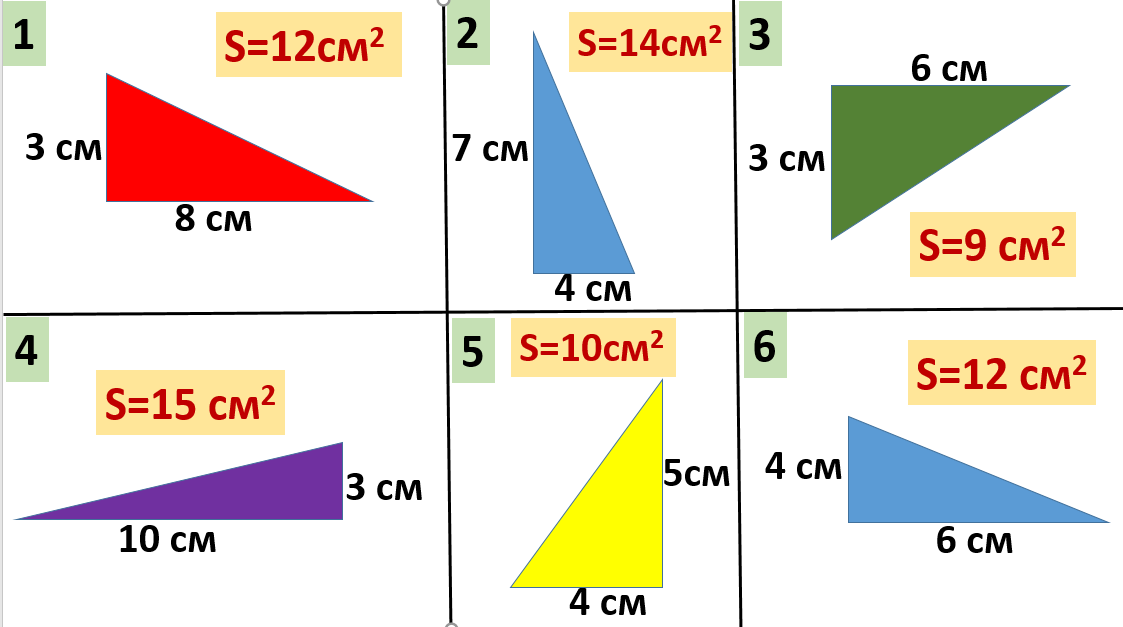 1
S=12см²
3 см
8 см
2
S=14см²
7 см
4 см
3
6 см
3 см
S=9 см²
4
S=15 см²
3 см
10 см
5
S=10см²
5см
4 см
6
S=12 см²
4 см
6 см